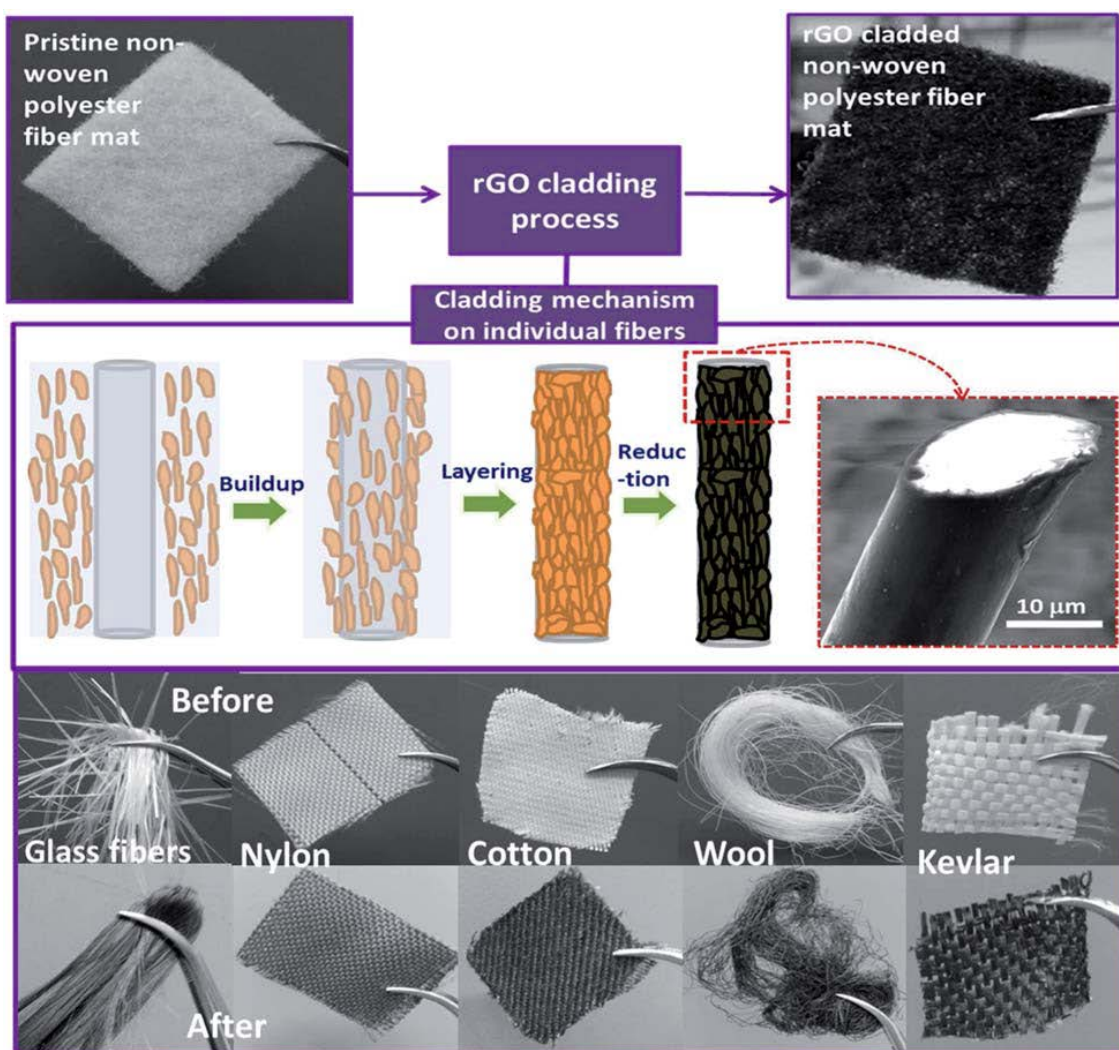 Pristine non-
woven
polyester
fiber mat
rGO cladding
process
rGO cladded
non-woven
polyester fiber
mat
Cladding mechanism
on individual fibers
Buildup
Layering
Reduc
-tion
10 µm
Before
Glass fibers
Nylon
Cotton
Wool
Kevlar
After